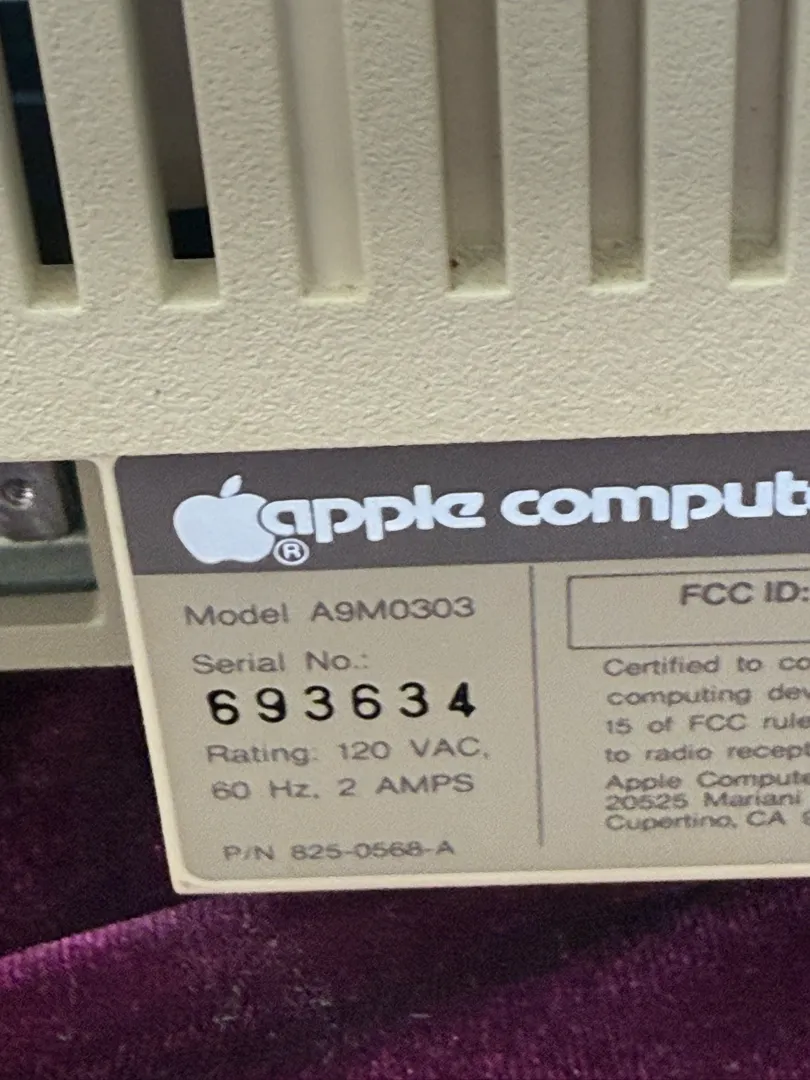 apple comput
®
Model A9M0303
Serial No.:
693634
Rating: 120 VAC,
60 Hz, 2 AMPS
P/N 825-0568-A
FCC ID:
Certified to co
computing dev
15 of FCC rule
to radio recept
Apple Compute
20525 Mariani
Cupertino, CA